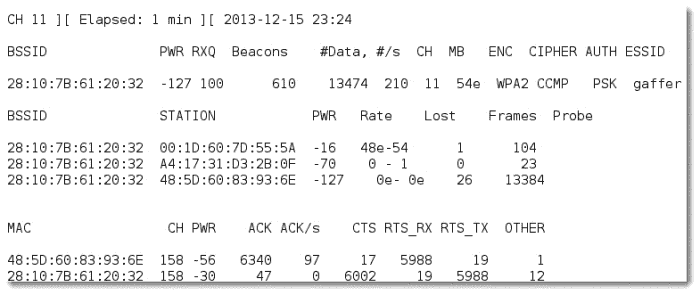 CH 11 ][ Elapsed: 1 min ][ 2013-12-15 23:24
BSSID PWR RXQ Beacons #Data, #/s CH MB ENC CIPHER AUTH ESSID
28:10:7B:61:20:32 -127 100 610 13474 210 11 54e WPA2 CCMP PSK gaffer
BSSID STATION PWR Rate Lost Frames Probe
28:10:7B:61:20:32 00:1D:60:7D:55:5A -16 48e-54 1 104
28:10:7B:61:20:32 A4:17:31:D3:2B:0F -70 0 - 1 0 23
28:10:7B:61:20:32 48:5D:60:83:93:6E -127 0e- 0e 26 13384
MAC CH PWR ACK ACK/s CTS RTS_RX RTS_TX OTHER
48:5D:60:83:93:6E 158 -56 6340 97 17 5988 19 1
28:10:7B:61:20:32 158 -30 47 0 6002 19 5988 12